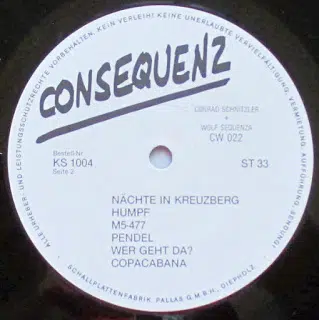 ALLE URHEBER- UND LEISTUNGSSCHUTZRECHTE VORBEHALTEN. KEIN VERLEIH! KEINE UNERLAUBTE VERVIELFÄLTIGUNG, VERMIETUNG, AUFFÜHRUNG, SENDUNG!
CONSEQUENZ
CONRAD SCHNITZLER
+
WOLF SEQUENZA
CW 022
Bestell Nr.
KS 1004
Seite 2
ST 33
NÄCHTE IN KREUZBERG
HUMPF
M5-477
PENDEL
WER GEHT DA?
COPACABANA
SCHALLPLATTENFABRIK PALLAS G.M.B.H., DIEPHOLZ